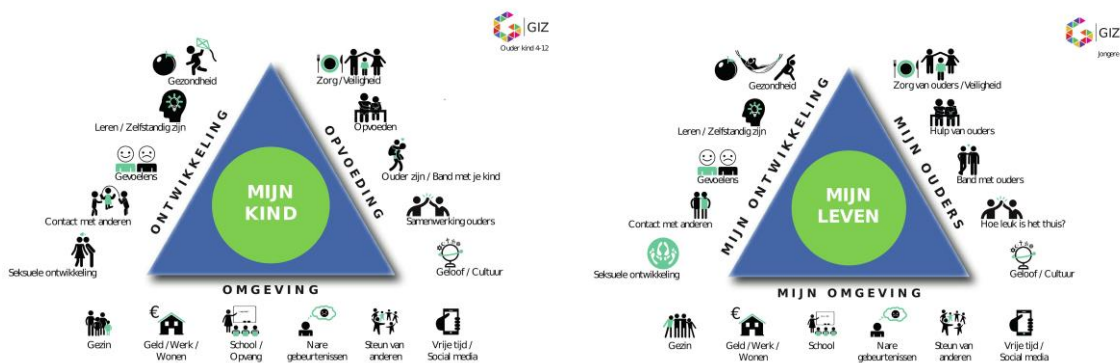 GIZ
Ouder kind 4-12
Gezondheid
Zorg / Veiligheid
Leren / Zelfstandig zijn
Opvoeden
Gevoelens
Ouder zijn / Band met je kind
Contact met anderen
Samenwerking ouders
Seksuele ontwikkeling
Geloof / Cultuur
ONTWIKKELING
OPVOEDING
MIJN
KIND
OMGEVING
Gezin
Geld / Werk /
Wonen
School /
Opvang
Nare
gebeurtenissen
Steun van
anderen
Vrije tijd /
Social media
GIZ
Jongere
Gezondheid
Zorg van ouders / Veiligheid
Leren / Zelfstandig zijn
Hulp van ouders
Gevoelens
Band met ouders
Contact met anderen
Hoe leuk is het thuis?
Seksuele ontwikkeling
Geloof / Cultuur
MIJN ONTWIKKELING
MIJN OUDERS
MIJN
LEVEN
MIJN OMGEVING
Gezin
€
Geld / Werk /
Wonen
School
Nare
gebeurtenissen
Steun van
anderen
Vrije tijd /
Social media